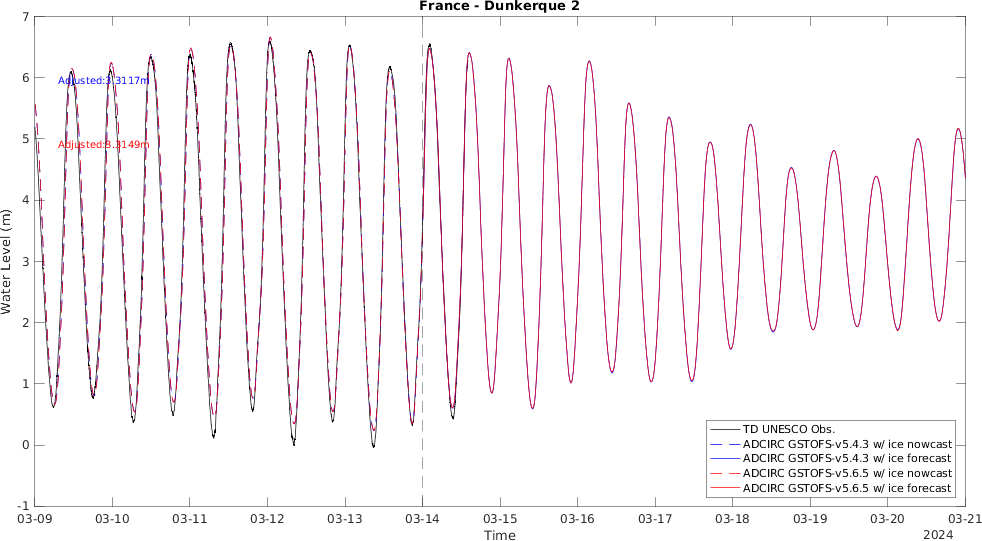 France - Dunkerque 2
7
6
5
4
3
2
1
0
-1
Water Level (m)
Adjusted:3.3117m
Adjusted:3.3149m
TD UNESCO Obs.
ADCIRC GSTOFS-v5.4.3 w/ ice nowcast
ADCIRC GSTOFS-v5.4.3 w/ ice forecast
ADCIRC GSTOFS-v5.6.5 w/ ice nowcast
ADCIRC GSTOFS-v5.6.5 w/ ice forecast
03-09 03-10 03-11 03-12 03-13 03-14 03-15 03-16 03-17 03-18 03-19 03-20 03-21
Time
2024